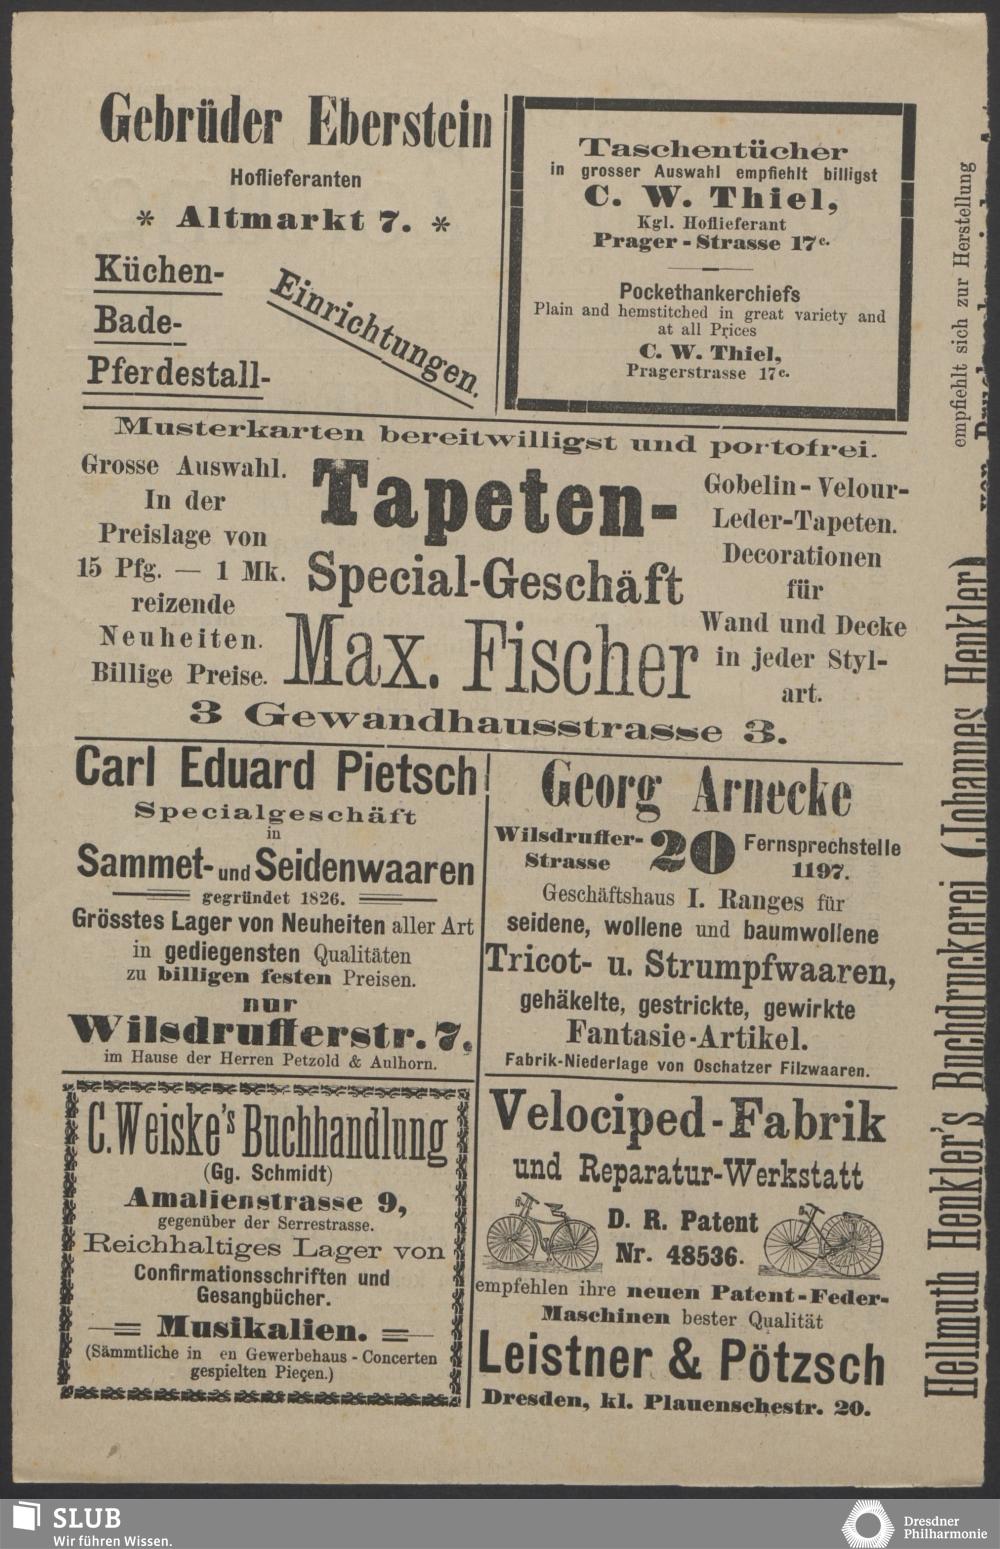 Gebrüder Eberstein
Hoflieferanten
* Altmarkt 7. *
Küchen-
Bade-
Pferdestall-
Einrichtungen.
Taschentücher
in grosser Auswahl empfiehlt billigst
C. W. Thiel,
Kgl. Hoflieferant
Prager-Strasse 17c.
Pockethankerchiefs
Plain and hemstitched in great variety and
at all Prices
C. W. Thiel,
Pragerstrasse 17c.
Musterkarten bereitwilligst und portofrei.
Grosse Auswahl.
In der
Preislage von
15 Pfg. — 1 Mk.
reizende
Neuheiten.
Billige Preise.
Tapeten-
Special-Geschäft
Max. Fischer
Gobelin-Velour-
Leder-Tapeten.
Decorationen
für
Wand und Decke
in jeder Styl-
art.
3 Gewandhausstrasse 3.
Carl Eduard Pietsch
Specialgeschäft
in
Sammet- und Seidenwaaren
gegründet 1826.
Grösstes Lager von Neuheiten aller Art
in gediegensten Qualitäten
zu billigen festen Preisen.
nur
Wilsdrufferstr. 7.
im Hause der Herren Petzold & Aulhorn.
Georg Arnecke
Wilsdruffer-
Strasse
20
Fernsprechstelle
1197.
Geschäftshaus I. Ranges für
seidene, wollene und baumwollene
Tricot- u. Strumpfwaaren,
gehäkelte, gestrickte, gewirkte
Fantasie-Artikel.
Fabrik-Niederlage von Oschatzer Filzwaaren.
C. Weiske's Buchhandlung
(Gg. Schmidt)
Amalienstrasse 9,
gegenüber der Serrestrasse.
Reichhaltiges Lager von
Confirmationsschriften und
Gesangbücher.
Musikalien.
(Sämmtliche in en Gewerbehaus-Concerten
gespielten Pieçen.)
Velociped-Fabrik
und Reparatur-Werkstatt
D. R. Patent
Nr. 48536.
empfehlen ihre neuen Patent-Feder-
Maschinen bester Qualität
Leistner & Pötzsch
Dresden, kl. Plauenschestr. 20.
Hellmuth Henkler's Buchdruckerei (Johannes Henkler)
empfiehlt sich zur Herstellung
SLUB
Wir führen Wissen.
Dresdner
Philharmonie